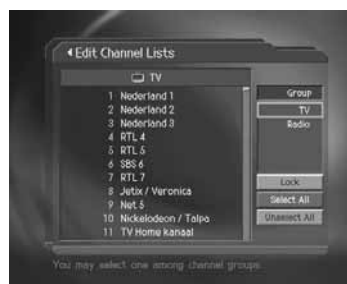 Edit Channel Lists
TV
1 Nederland 1
2 Nederland 2
3 Nederland 3
4 RTL 4
5 RTL 5
6 SBS 6
7 RTL 7
8 Jetix / Veronica
9 Net 5
10 Nickelodeon / Talpa
11 TV Home kanaal
Group
TV
Radio
Lock
Select All
Unselect All
You may select one among channel groups